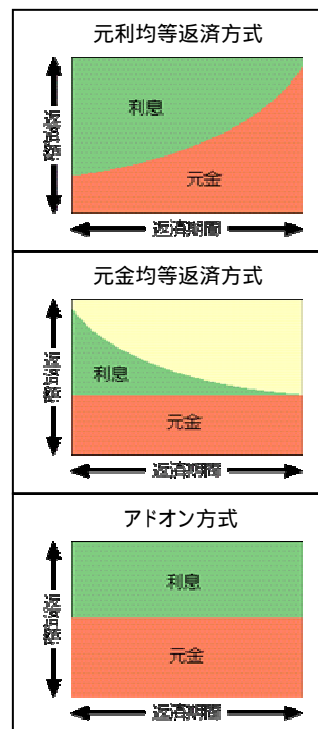 元利均等返済方式
返済額
利息
元金
返済期間
元金均等返済方式
返済額
利息
元金
返済期間
アドオン方式
返済額
利息
元金
返済期間